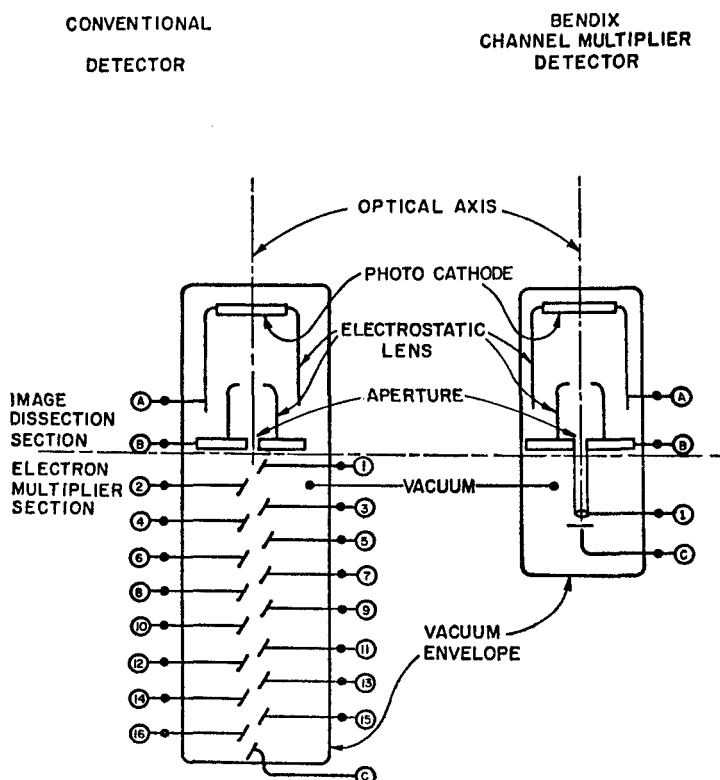 CONVENTIONAL
DETECTOR
BENDIX
CHANNEL MULTIPLIER
DETECTOR
OPTICAL AXIS
PHOTO CATHODE
ELECTROSTATIC
LENS
APERTURE
IMAGE
DISSECTION
SECTION
A
B
A
B
ELECTRON
MULTIPLIER
SECTION
VACUUM
1
2
3
4
5
6
7
8
9
10
11
12
13
14
15
16
C
1
C
VACUUM
ENVELOPE